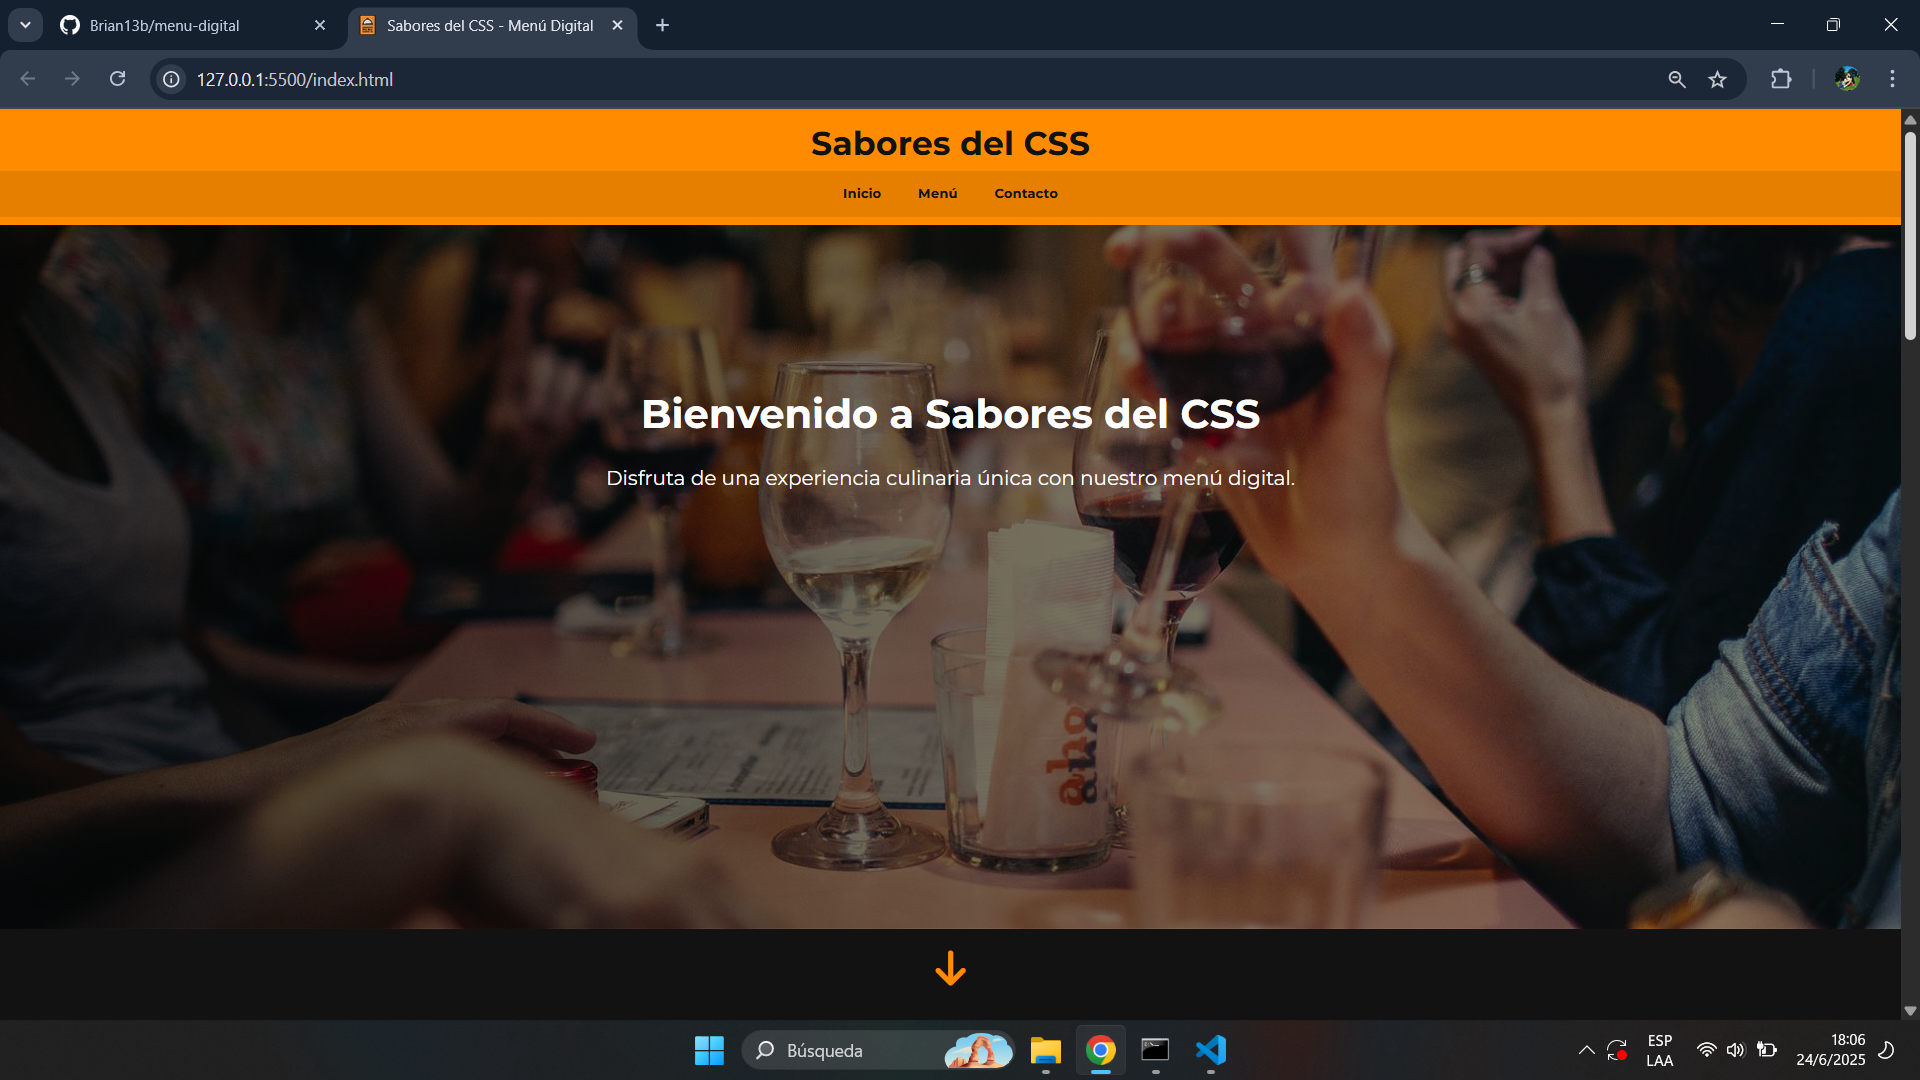 Brian13b/menu-digital
Sabores del CSS - Menú Digital
127.0.0.1:5500/index.html
Sabores del CSS
Inicio Menú Contacto
Bienvenido a Sabores del CSS
Disfruta de una experiencia culinaria única con nuestro menú digital.
Búsqueda
ESP
LAA
18:06
24/6/2025